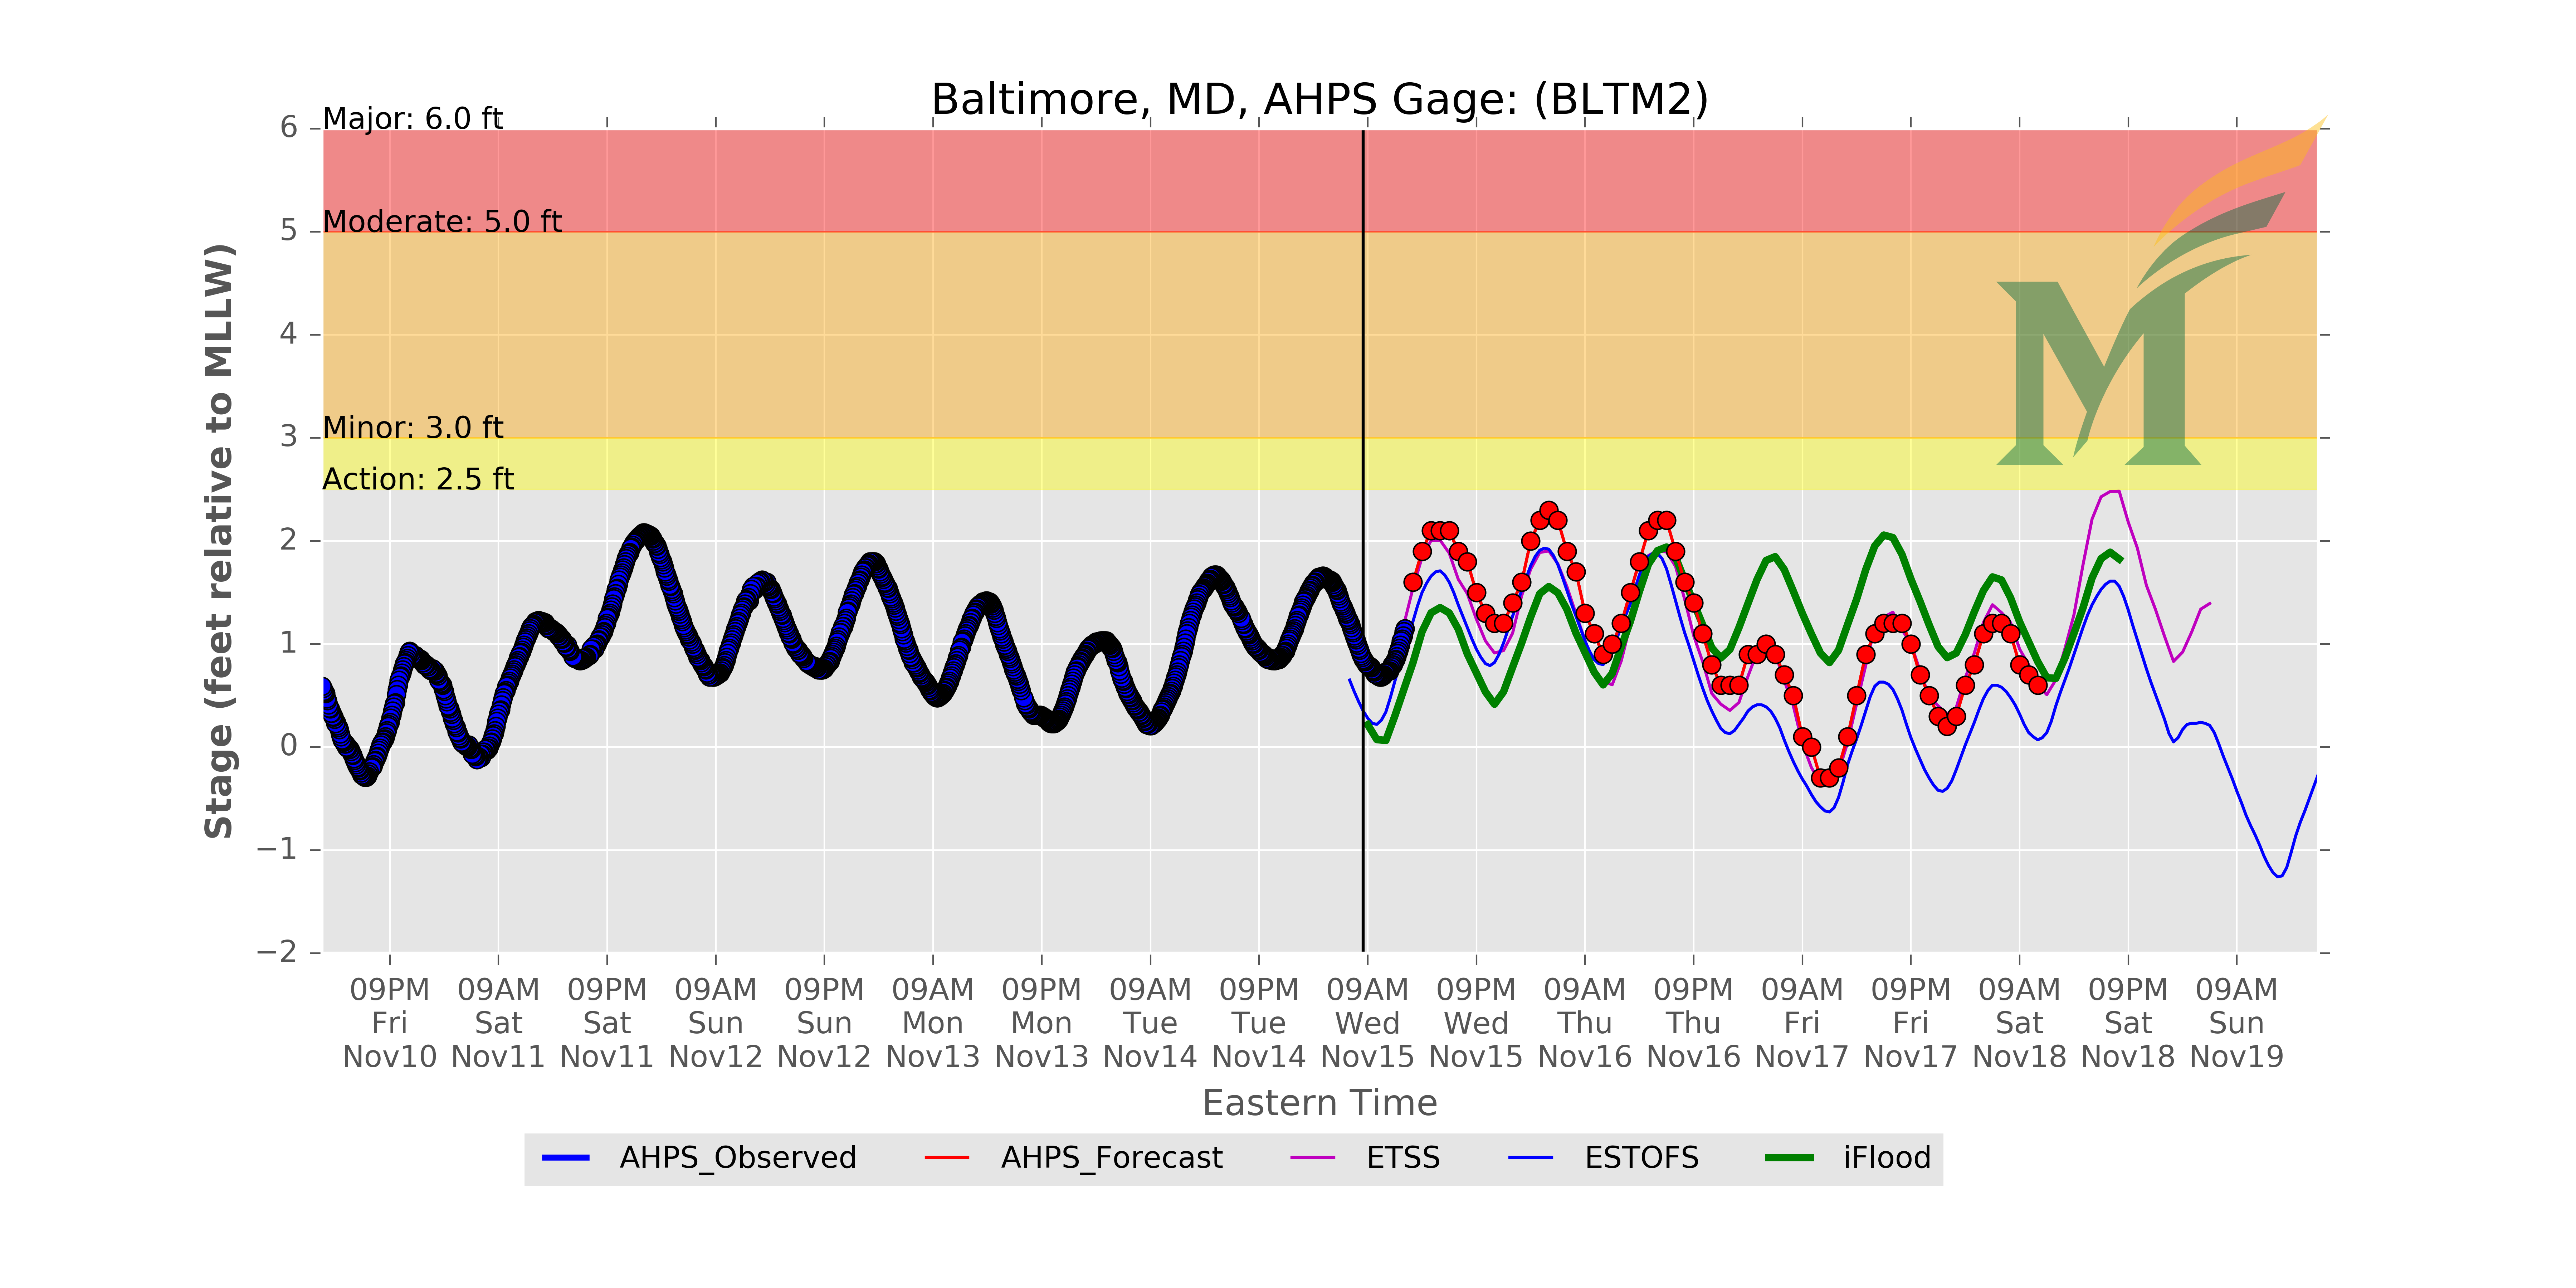 Baltimore, MD, AHPS Gage: (BLTM2)
Major: 6.0 ft
Moderate: 5.0 ft
Minor: 3.0 ft
Action: 2.5 ft
6
5
4
3
2
1
0
−1
−2
Stage (feet relative to MLLW)
09PM 09AM 09PM 09AM 09PM 09AM 09PM 09AM 09PM 09AM 09PM 09AM 09PM 09AM 09PM 09AM 09PM 09AM
Fri Sat Sat Sun Sun Mon Mon Tue Tue Wed Wed Thu Thu Fri Fri Sat Sat Sun
Nov10 Nov11 Nov11 Nov12 Nov12 Nov13 Nov13 Nov14 Nov14 Nov15 Nov15 Nov16 Nov16 Nov17 Nov17 Nov18 Nov18 Nov19
Eastern Time
AHPS_Observed AHPS_Forecast ETSS ESTOFS iFlood
M